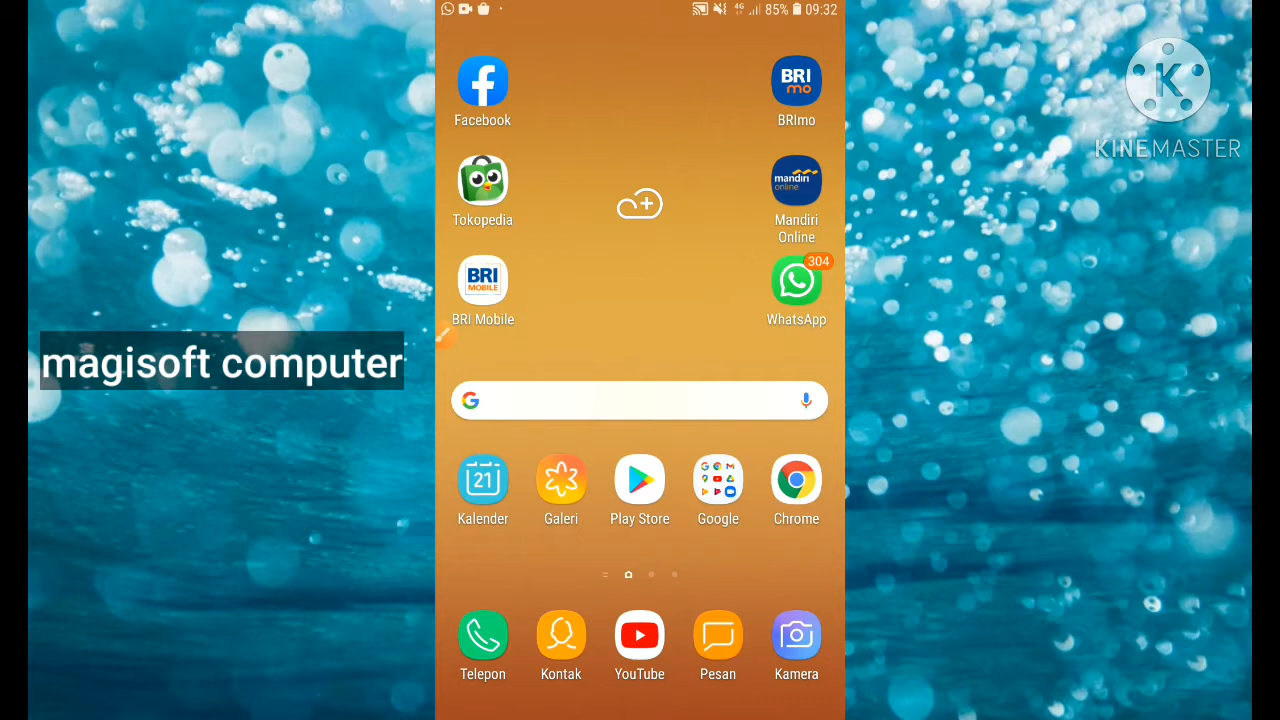 4G 85% 09:32
Facebook
BRI
mo
BRImo
Tokopedia
mandiri
online
Mandiri
Online
BRI
MOBILE
BRI Mobile
304
WhatsApp
K
KINEMASTER
magisoft computer
G
21
Kalender
Galeri
Play Store
Google
Chrome
Telepon
Kontak
YouTube
Pesan
Kamera